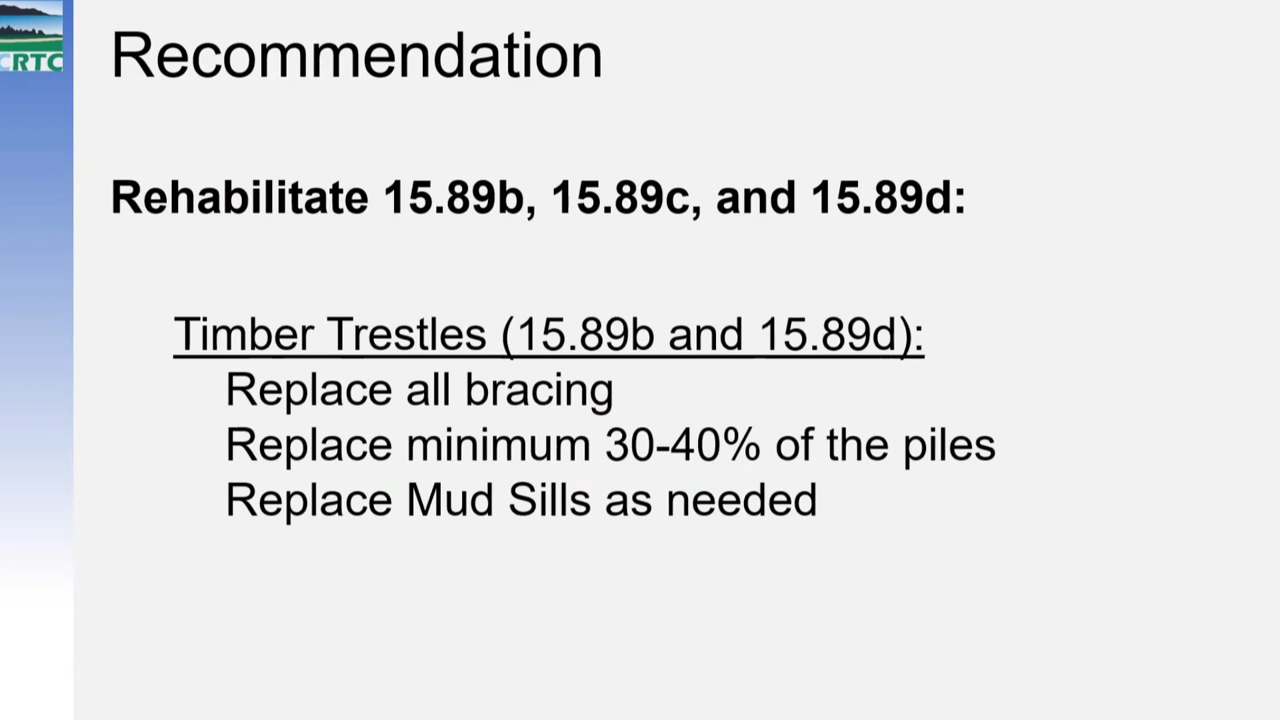 CRTC
Recommendation
Rehabilitate 15.89b, 15.89c, and 15.89d:
Timber Trestles (15.89b and 15.89d):
Replace all bracing
Replace minimum 30-40% of the piles
Replace Mud Sills as needed